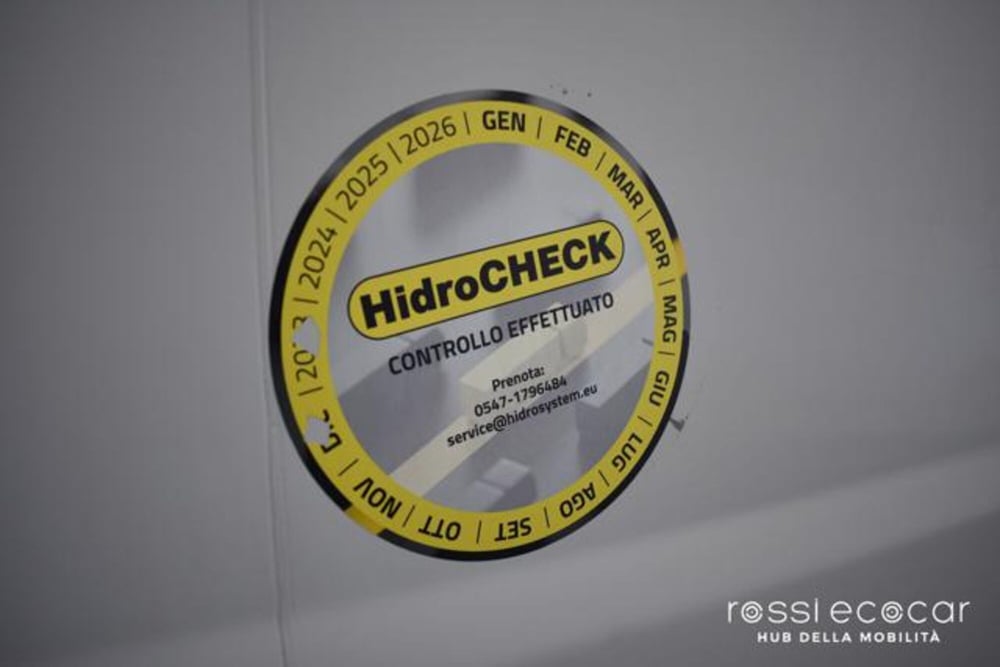 GEN | FEB | MAR | APR | MAG | GIU | LUG | AGO | SET | OTT | NOV |
| 2024 | 2025 | 2026 |
HidroCHECK
CONTROLLO EFFETTUATO
Prenota:
0547-1796484
service@hidrosystem.eu
rossi ecocar
HUB DELLA MOBILITÀ